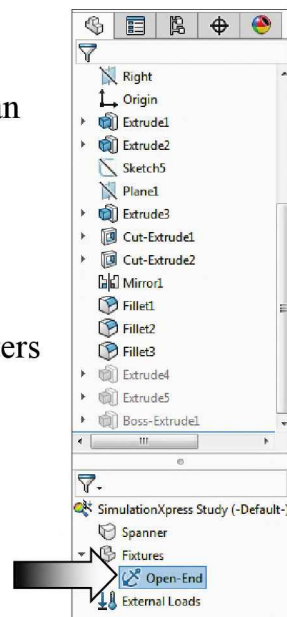 Right
Origin
an
Extrude1
Extrude2
Sketch5
Plane1
Extrude3
Cut-Extrude1
Cut-Extrude2
Mirror1
Fillet1
Fillet2
ers
Fillet3
Extrude4
Extrude5
Boss-Extrude1
SimulationXpress Study (-Default-)
Spanner
Fixtures
Open-End
External Loads